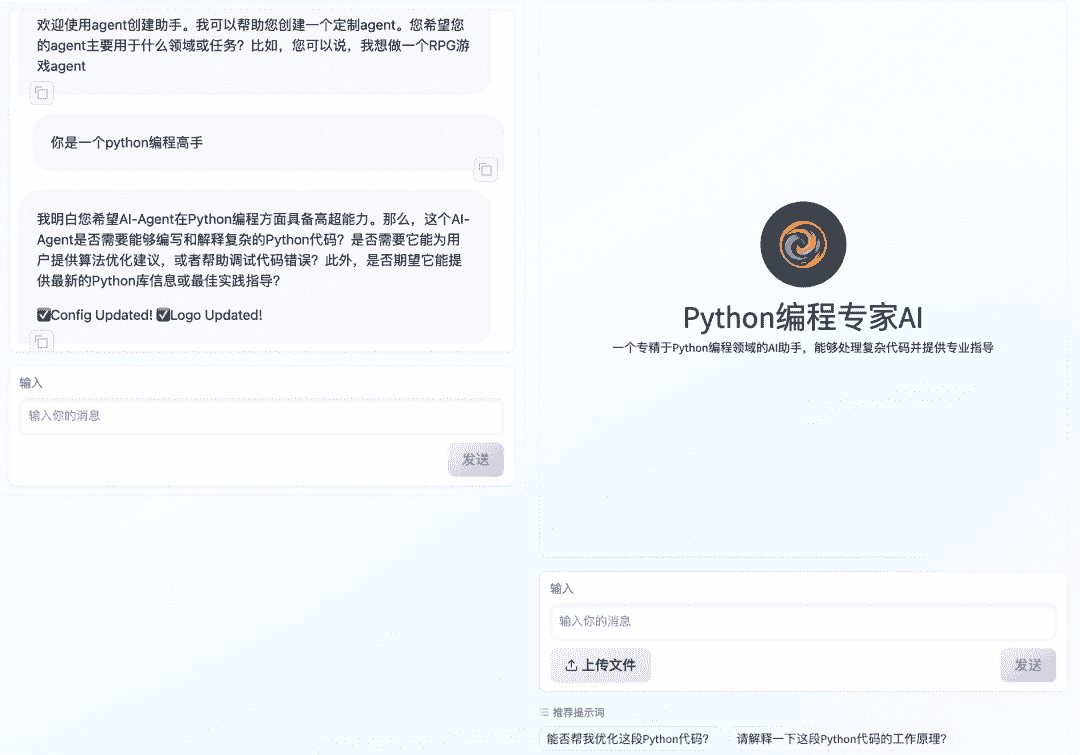 欢迎使用agent创建助手。我可以帮助您创建一个定制agent。您希望您
的agent主要用于什么领域或任务？比如，您可以说，我想做一个RPG游
戏agent
你是一个python编程高手
我明白您希望AI-Agent在Python编程方面具备高超能力。那么，这个AI-
Agent是否需要能够编写和解释复杂的Python代码？是否需要它能为用
户提供算法优化建议，或者帮助调试代码错误？此外，是否期望它能提
供最新的Python库信息或最佳实践指导？
Config Updated! Logo Updated!
输入
输入你的消息
发送
Python编程专家AI
一个专精于Python编程领域的AI助手，能够处理复杂代码并提供专业指导
输入
输入你的消息
上传文件
发送
推荐提示词
能否帮我优化这段Python代码？
请解释一下这段Python代码的工作原理？